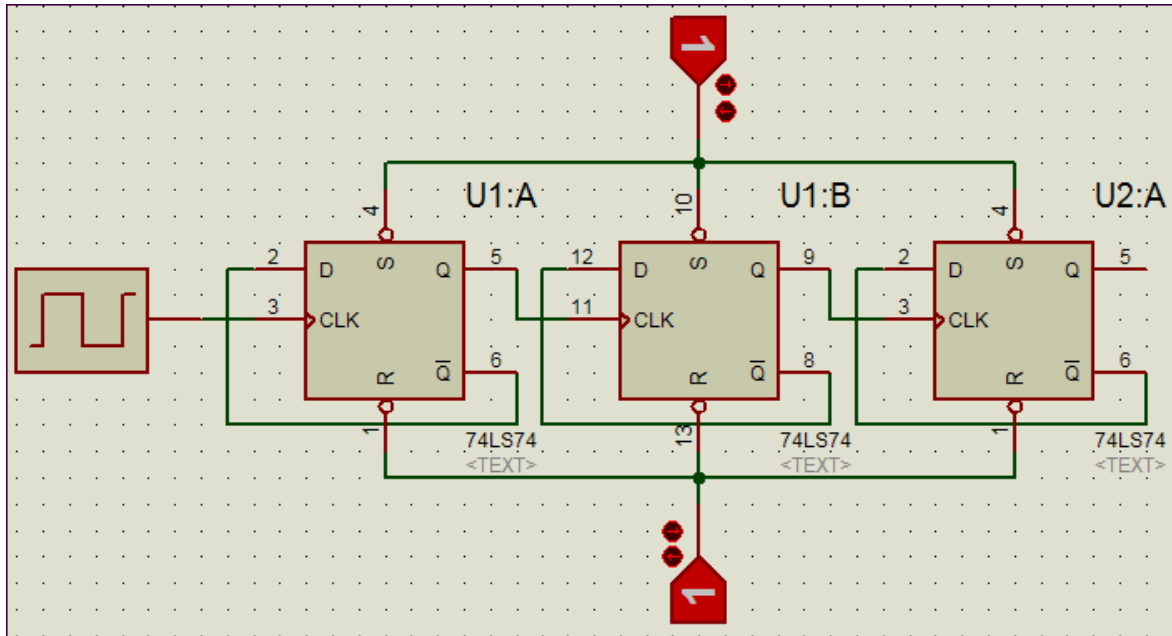 1
U1:A U1:B U2:A
4 10 4
2 D S Q 5 12 D S Q 9 2 D S Q 5
3 CLK 11 CLK 3 CLK
R Q 6 R Q 8 R Q 6
1 13 1
74LS74 74LS74 74LS74
<TEXT> <TEXT> <TEXT>
1